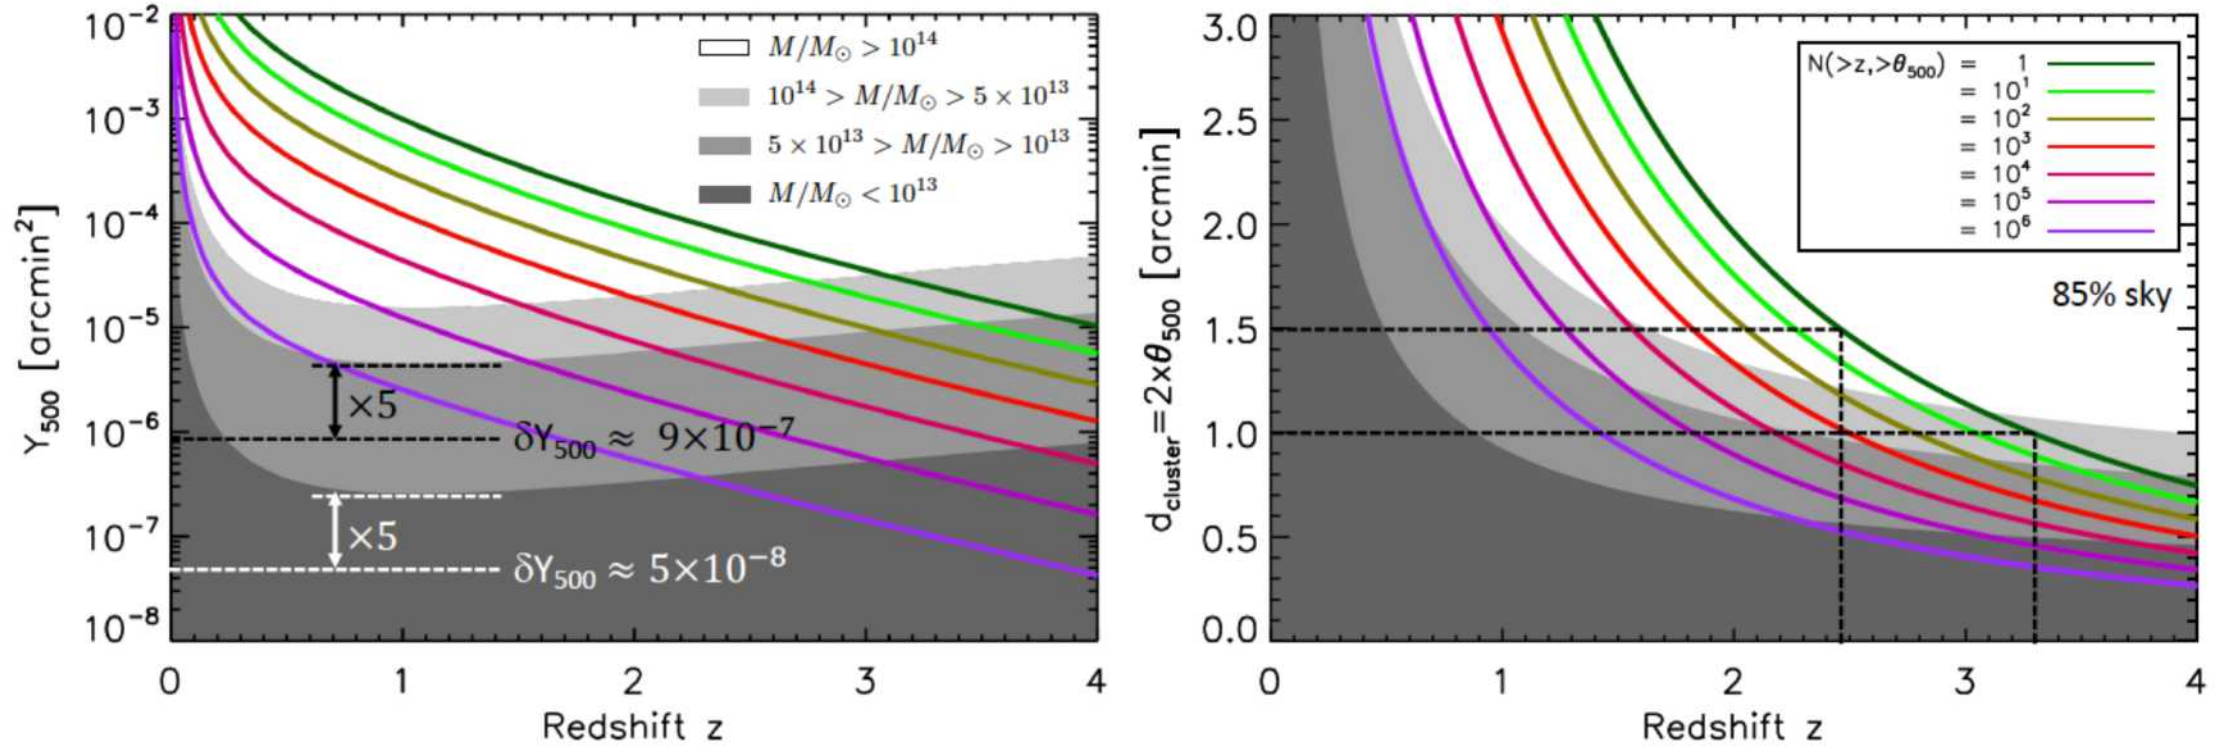 10⁻²
10⁻³
10⁻⁴
10⁻⁵
10⁻⁶
10⁻⁷
10⁻⁸
Y₅₀₀ [arcmin²]
M/M⊙ > 10¹⁴
10¹⁴ > M/M⊙ > 5 × 10¹³
5 × 10¹³ > M/M⊙ > 10¹³
M/M⊙ < 10¹³
×5
δY₅₀₀ ≈ 9×10⁻⁷
×5
δY₅₀₀ ≈ 5×10⁻⁸
0 1 2 3 4
Redshift z
3.0
2.5
2.0
1.5
1.0
0.5
0.0
d_cluster=2×θ₅₀₀ [arcmin]
N(>z,>θ₅₀₀) = 1
= 10¹
= 10²
= 10³
= 10⁴
= 10⁵
= 10⁶
85% sky
0 1 2 3 4
Redshift z